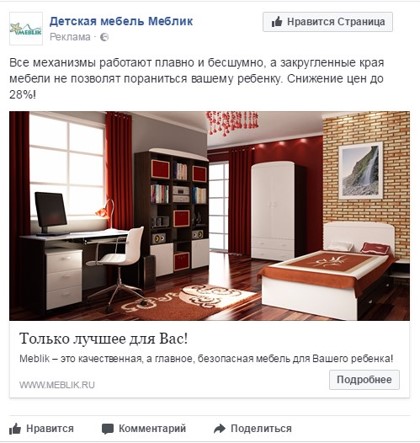 MEBLIK
Детская мебель Меблик
Реклама ·
Нравится Страница
Все механизмы работают плавно и бесшумно, а закругленные края
мебели не позволят пораниться вашему ребенку. Снижение цен до
28%!
Только лучшее для Вас!
Meblik – это качественная, а главное, безопасная мебель для Вашего ребенка!
WWW.MEBLIK.RU
Подробнее
Нравится
Комментарий
Поделиться